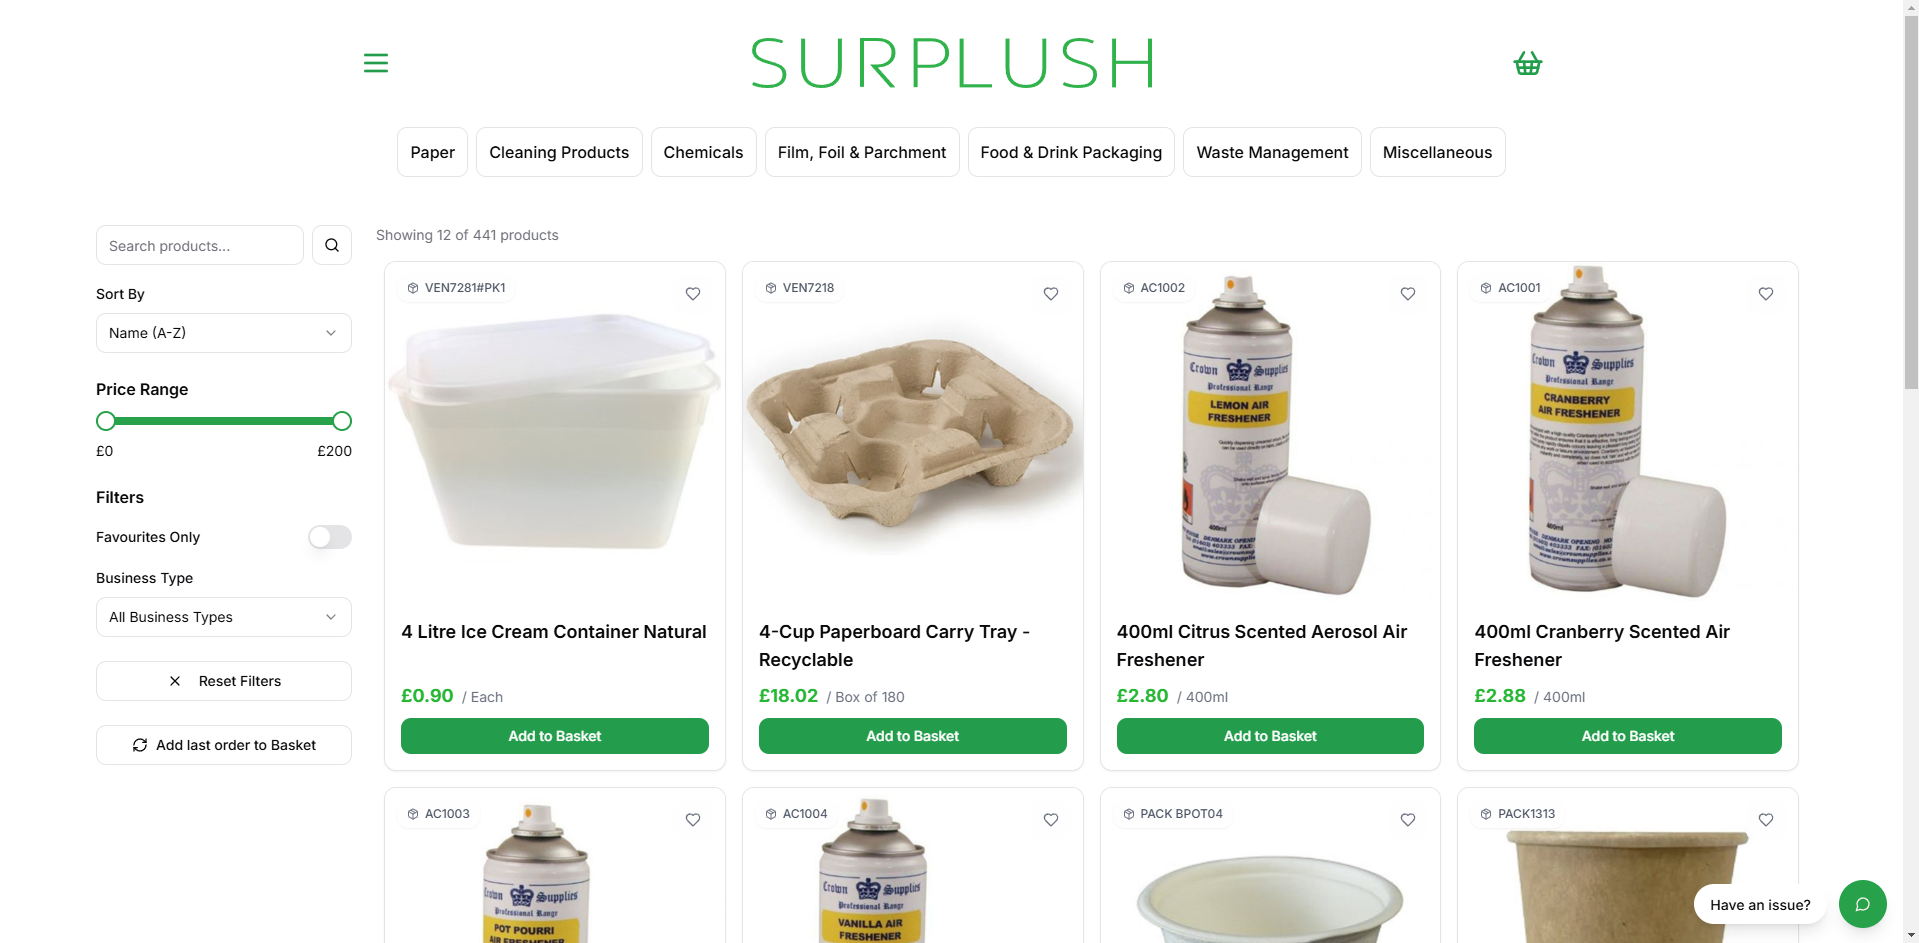 SURPLUSH
Paper
Cleaning Products
Chemicals
Film, Foil & Parchment
Food & Drink Packaging
Waste Management
Miscellaneous
Search products...
Sort By
Name (A-Z)
Price Range
£0
£200
Filters
Favourites Only
Business Type
All Business Types
Reset Filters
Add last order to Basket
Showing 12 of 441 products
VEN7281#PK1
4 Litre Ice Cream Container Natural
£0.90 / Each
Add to Basket
VEN7218
4-Cup Paperboard Carry Tray -
Recyclable
£18.02 / Box of 180
Add to Basket
AC1002
Crown Supplies
Professional Range
LEMON AIR
FRESHENER
400ml
400ml Citrus Scented Aerosol Air
Freshener
£2.80 / 400ml
Add to Basket
AC1001
Crown Supplies
Professional Range
CRANBERRY
AIR FRESHENER
400ml
400ml Cranberry Scented Air
Freshener
£2.88 / 400ml
Add to Basket
AC1003
Crown Supplies
Professional Range
POT POURRI
AIR FRESHENER
AC1004
Crown Supplies
Professional Range
VANILLA AIR
FRESHENER
PACK BPOT04
PACK1313
Have an issue?